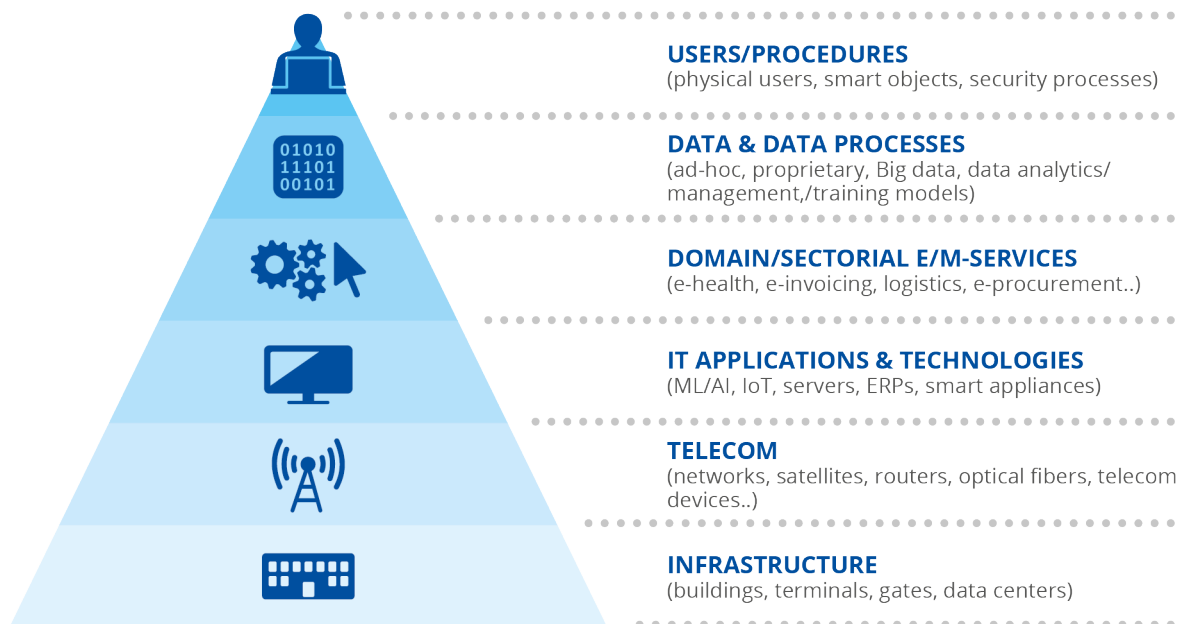 USERS/PROCEDURES
(physical users, smart objects, security processes)
01010
11101
00101
DATA & DATA PROCESSES
(ad-hoc, proprietary, Big data, data analytics/
management,/training models)
DOMAIN/SECTORIAL E/M-SERVICES
(e-health, e-invoicing, logistics, e-procurement..)
IT APPLICATIONS & TECHNOLOGIES
(ML/AI, IoT, servers, ERPs, smart appliances)
TELECOM
(networks, satellites, routers, optical fibers, telecom
devices..)
INFRASTRUCTURE
(buildings, terminals, gates, data centers)